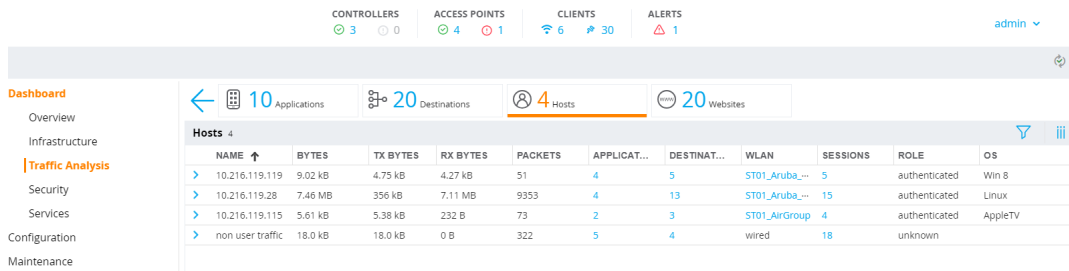 CONTROLLERS ACCESS POINTS CLIENTS ALERTS
3 0 4 1 6 30 1
admin
Dashboard
Overview
Infrastructure
Traffic Analysis
Security
Services
Configuration
Maintenance
10 Applications 20 Destinations 4 Hosts www 20 Websites
Hosts 4
NAME BYTES TX BYTES RX BYTES PACKETS APPLICAT... DESTINAT... WLAN SESSIONS ROLE OS
10.216.119.119 9.02 kB 4.75 kB 4.27 kB 51 4 5 ST01_Aruba_... 5 authenticated Win 8
10.216.119.28 7.46 MB 356 kB 7.11 MB 9353 4 13 ST01_Aruba_... 15 authenticated Linux
10.216.119.115 5.61 kB 5.38 kB 232 B 73 2 3 ST01_AirGroup 4 authenticated AppleTV
non user traffic 18.0 kB 18.0 kB 0 B 322 5 4 wired 18 unknown